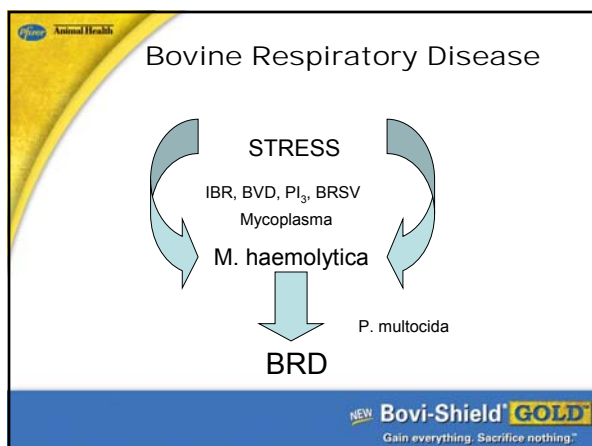 Pfizer Animal Health
Bovine Respiratory Disease
STRESS
IBR, BVD, PI₃, BRSV
Mycoplasma
M. haemolytica
P. multocida
BRD
NEW Bovi-Shield® GOLD™
Gain everything. Sacrifice nothing.™